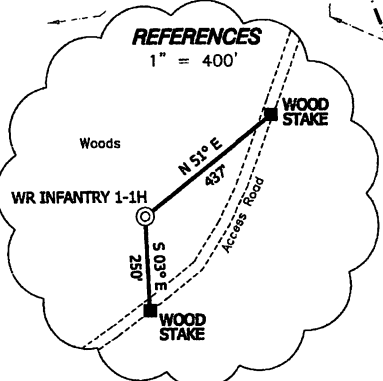 REFERENCES
1" = 400'
WOOD
STAKE
Woods
N 51° E
437'
WR INFANTRY 1-1H
Access Road
S 03° E
250'
WOOD
STAKE